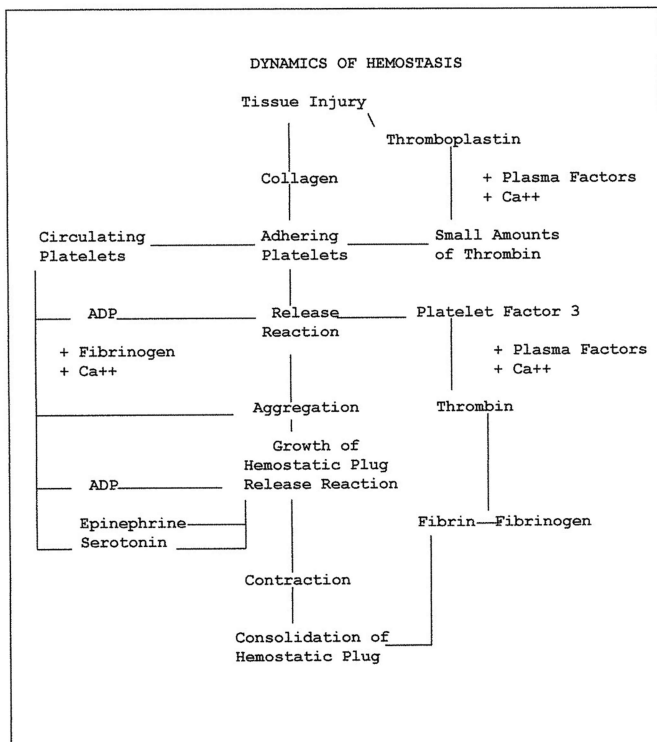 DYNAMICS OF HEMOSTASIS
Tissue Injury
Thromboplastin
Collagen
+ Plasma Factors
+ Ca++
Circulating
Platelets
Adhering
Platelets
Small Amounts
of Thrombin
ADP
Release
Reaction
Platelet Factor 3
+ Fibrinogen
+ Ca++
+ Plasma Factors
+ Ca++
Aggregation
Thrombin
Growth of
Hemostatic Plug
ADP
Release Reaction
Epinephrine
Serotonin
Fibrin
Fibrinogen
Contraction
Consolidation of
Hemostatic Plug